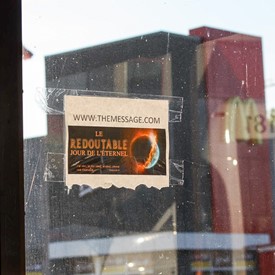 WWW.THEMESSAGE.COM
LE
REDOUTABLE
JOUR DE L'ETERNEL